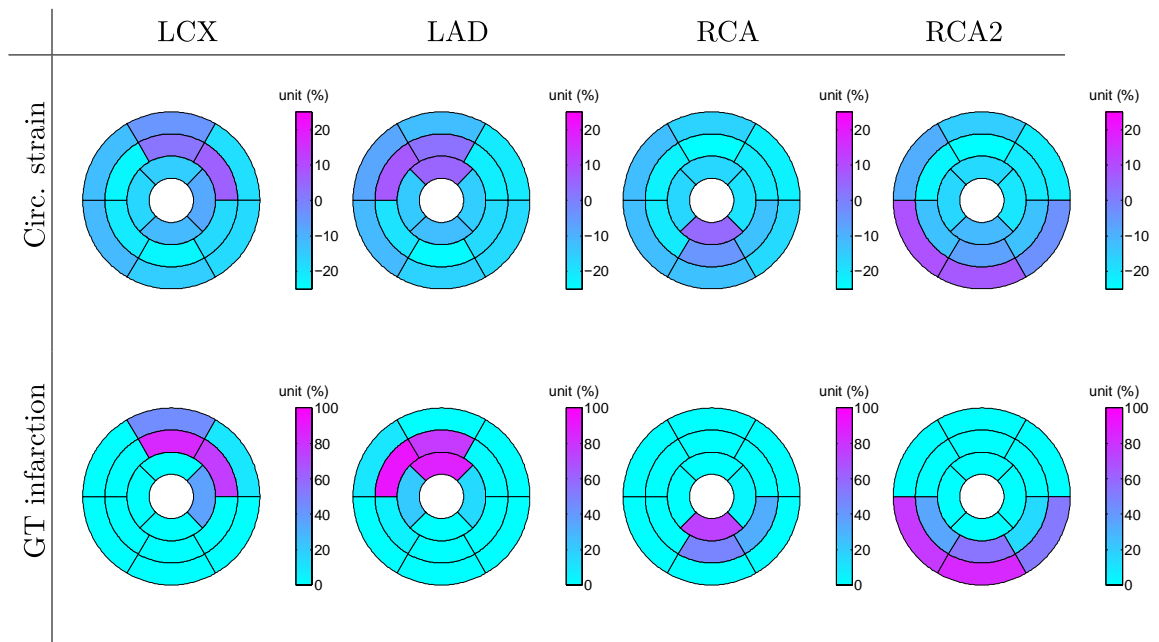 LCX LAD RCA RCA2
Circ. strain
unit (%) unit (%) unit (%) unit (%)
20 20 20 20
10 10 10 10
0 0 0 0
−10 −10 −10 −10
−20 −20 −20 −20
GT infarction
unit (%) unit (%) unit (%) unit (%)
100 100 100 100
80 80 80 80
60 60 60 60
40 40 40 40
20 20 20 20
0 0 0 0